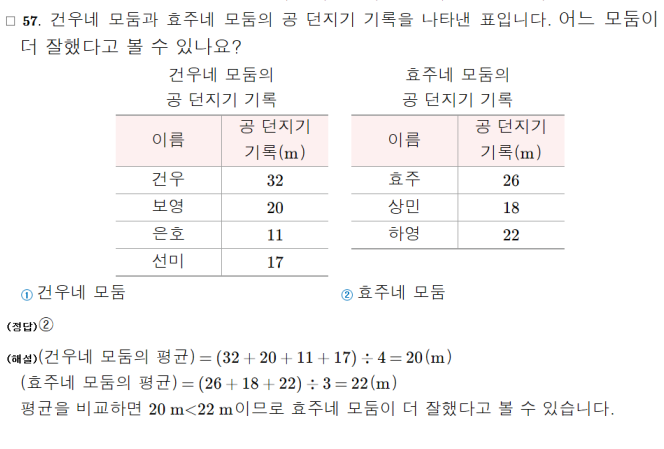 □ 57. 건우네 모둠과 효주네 모둠의 공 던지기 기록을 나타낸 표입니다. 어느 모둠이
더 잘했다고 볼 수 있나요?
건우네 모둠의
공 던지기 기록
이름 공 던지기
기록(m)
건우 32
보영 20
은호 11
선미 17
효주네 모둠의
공 던지기 기록
이름 공 던지기
기록(m)
효주 26
상민 18
하영 22
① 건우네 모둠 ② 효주네 모둠
(정답)②
(해설)(건우네 모둠의 평균)=(32+20+11+17)÷4=20(m)
(효주네 모둠의 평균)=(26+18+22)÷3=22(m)
평균을 비교하면 20 m<22 m이므로 효주네 모둠이 더 잘했다고 볼 수 있습니다.